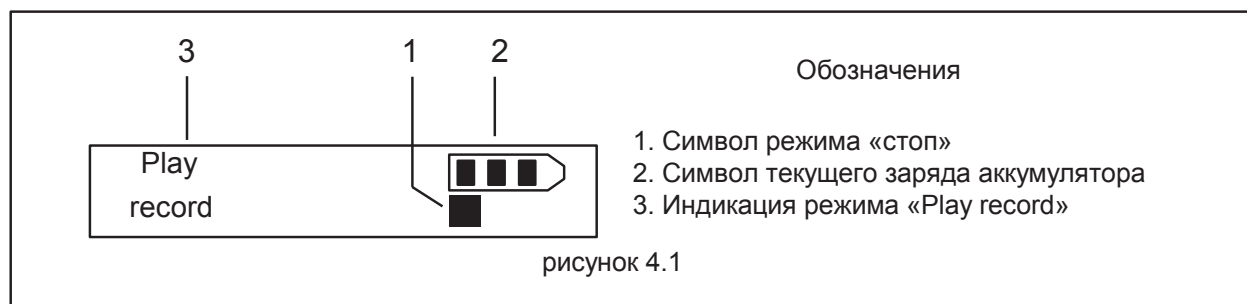 3 1 2
Обозначения
Play
record
1. Символ режима «стоп»
2. Символ текущего заряда аккумулятора
3. Индикация режима «Play record»
рисунок 4.1